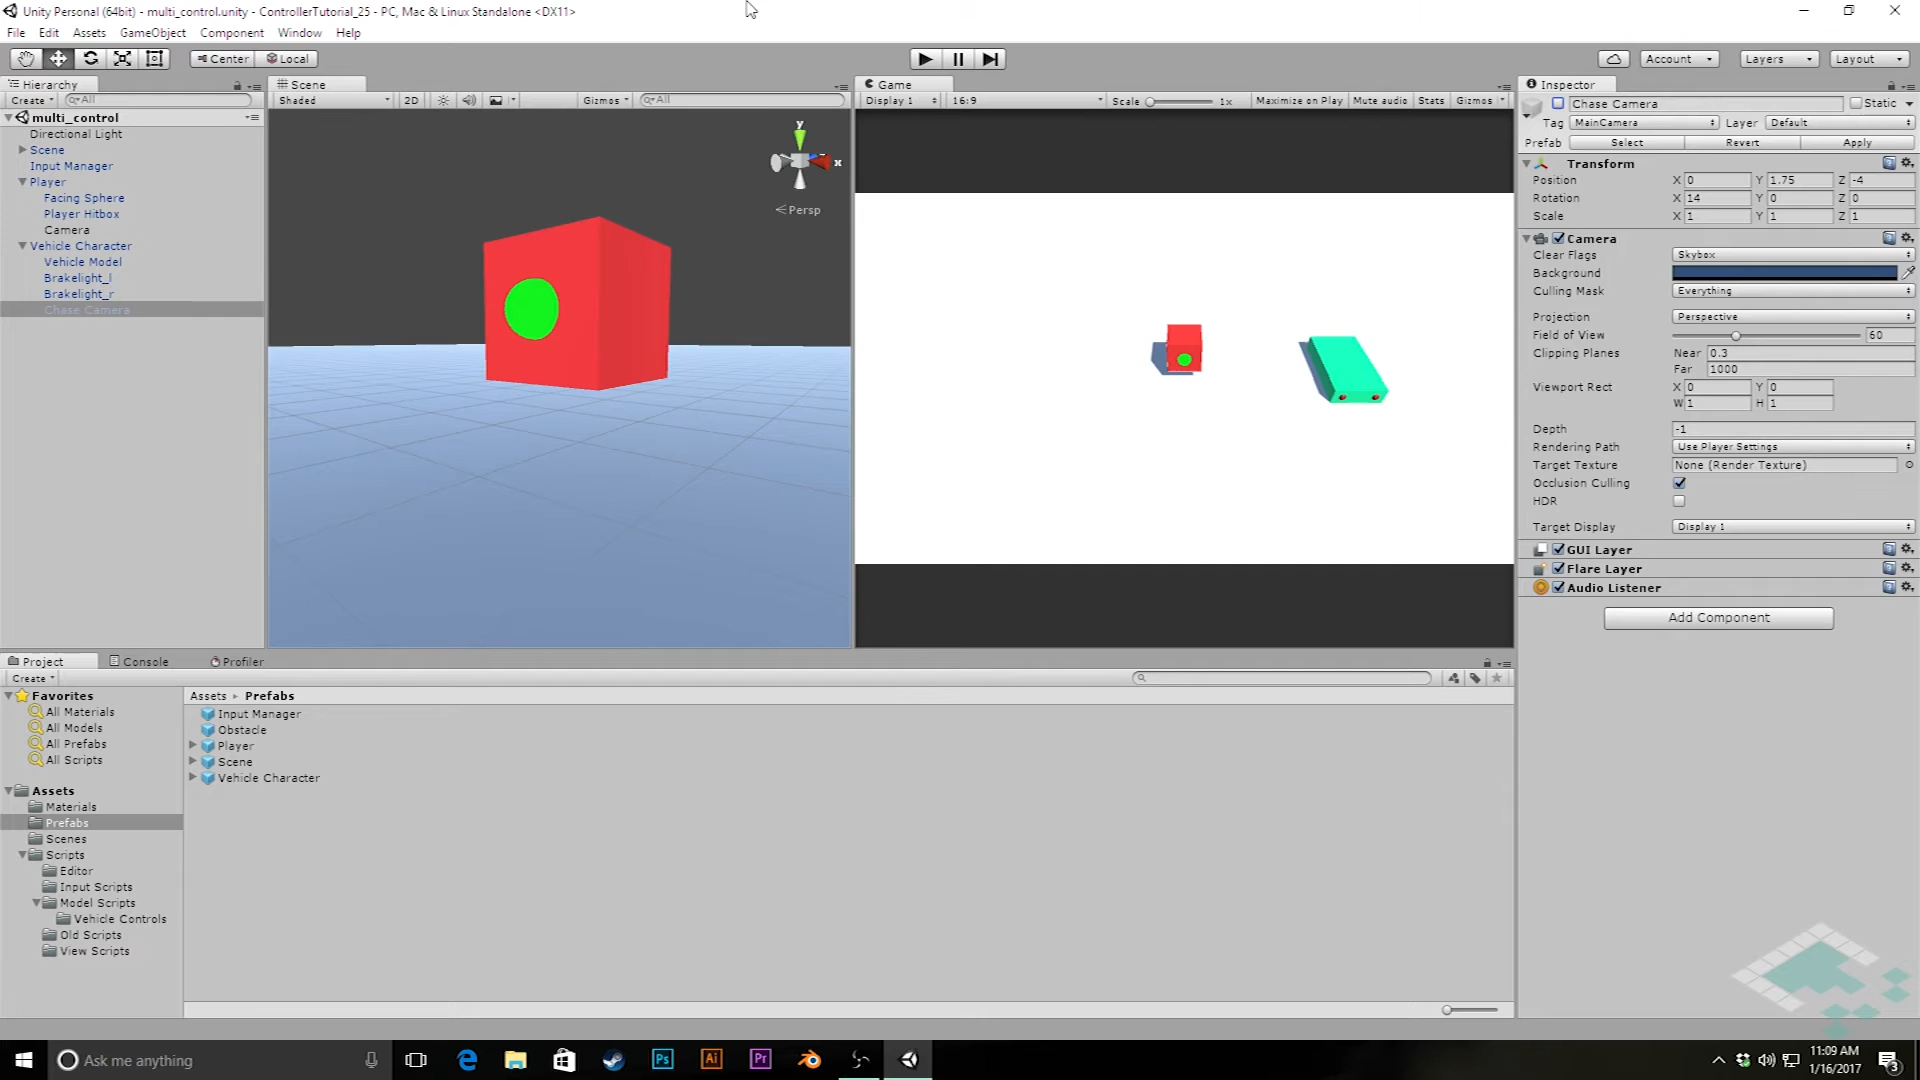 Unity Personal (64bit) - multi_control.unity - ControllerTutorial_25 - PC, Mac & Linux Standalone <DX11>
File Edit Assets GameObject Component Window Help
Center Local Account Layers Layout
Hierarchy
Create All
multi_control
Directional Light
Scene
Input Manager
Player
Facing Sphere
Player Hitbox
Camera
Vehicle Character
Vehicle Model
Brakelight_l
Brakelight_r
Chase Camera
Scene
Shaded 2D Gizmos All
y
x
Persp
Game
Display 1 16:9 Scale 1x Maximize on Play Mute audio Stats Gizmos
Inspector
Chase Camera Static
Tag MainCamera Layer Default
Prefab Select Revert Apply
Transform
Position X 0 Y 1.75 Z -4
Rotation X 14 Y 0 Z 0
Scale X 1 Y 1 Z 1
Camera
Clear Flags Skybox
Background
Culling Mask Everything
Projection Perspective
Field of View 60
Clipping Planes Near 0.3
Far 1000
Viewport Rect X 0 Y 0
W 1 H 1
Depth -1
Rendering Path Use Player Settings
Target Texture None (Render Texture)
Occlusion Culling
HDR
Target Display Display 1
GUI Layer
Flare Layer
Audio Listener
Add Component
Project Console Profiler
Create
Favorites
All Materials
All Models
All Prefabs
All Scripts
Assets
Materials
Prefabs
Scenes
Scripts
Editor
Input Scripts
Model Scripts
Vehicle Controls
Old Scripts
View Scripts
Assets Prefabs
Input Manager
Obstacle
Player
Scene
Vehicle Character
Ask me anything
Ps Ai Pr
11:09 AM
1/16/2017
3